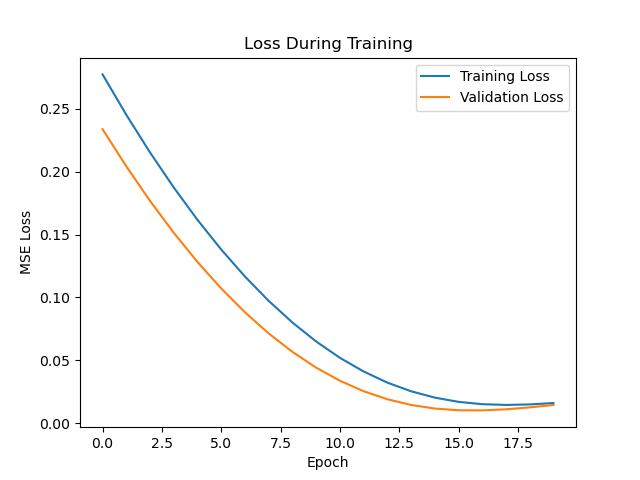 Loss During Training
Training Loss
Validation Loss
MSE Loss
0.25
0.20
0.15
0.10
0.05
0.00
0.0 2.5 5.0 7.5 10.0 12.5 15.0 17.5
Epoch